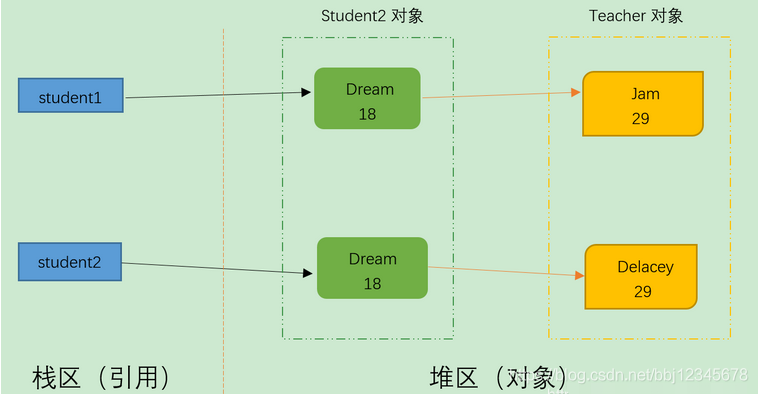 Student2 对象
Teacher 对象
student1
Dream
18
Jam
29
student2
Dream
18
Delacey
29
栈区（引用）
堆区（对象）
https://blog.csdn.net/bbj12345678